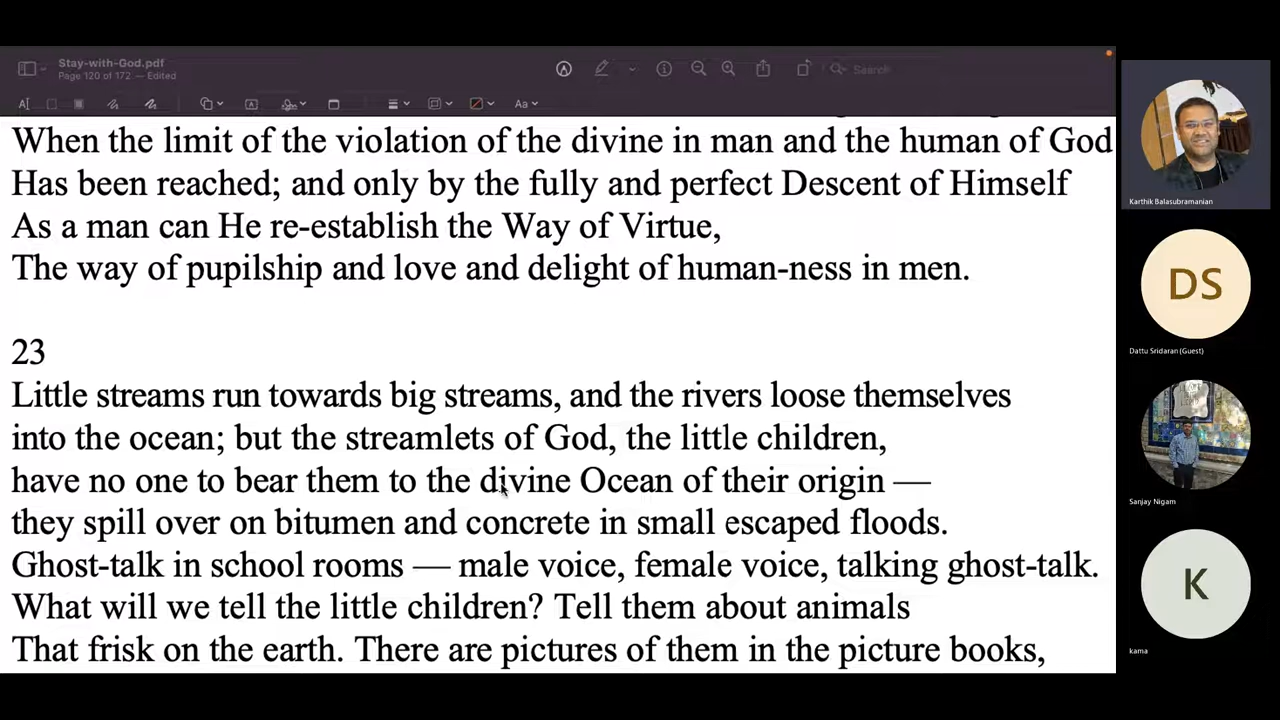 Stay-with-God.pdf
Page 120 of 172 — Edited
Search
Aa
When the limit of the violation of the divine in man and the human of God
Has been reached; and only by the fully and perfect Descent of Himself
As a man can He re-establish the Way of Virtue,
The way of pupilship and love and delight of human-ness in men.
23
Little streams run towards big streams, and the rivers loose themselves
into the ocean; but the streamlets of God, the little children,
have no one to bear them to the divine Ocean of their origin —
they spill over on bitumen and concrete in small escaped floods.
Ghost-talk in school rooms — male voice, female voice, talking ghost-talk.
What will we tell the little children? Tell them about animals
That frisk on the earth. There are pictures of them in the picture books,
Karthik Balasubramanian
DS
Dattu Sridaran (Guest)
Sanjay Nigam
K
kama